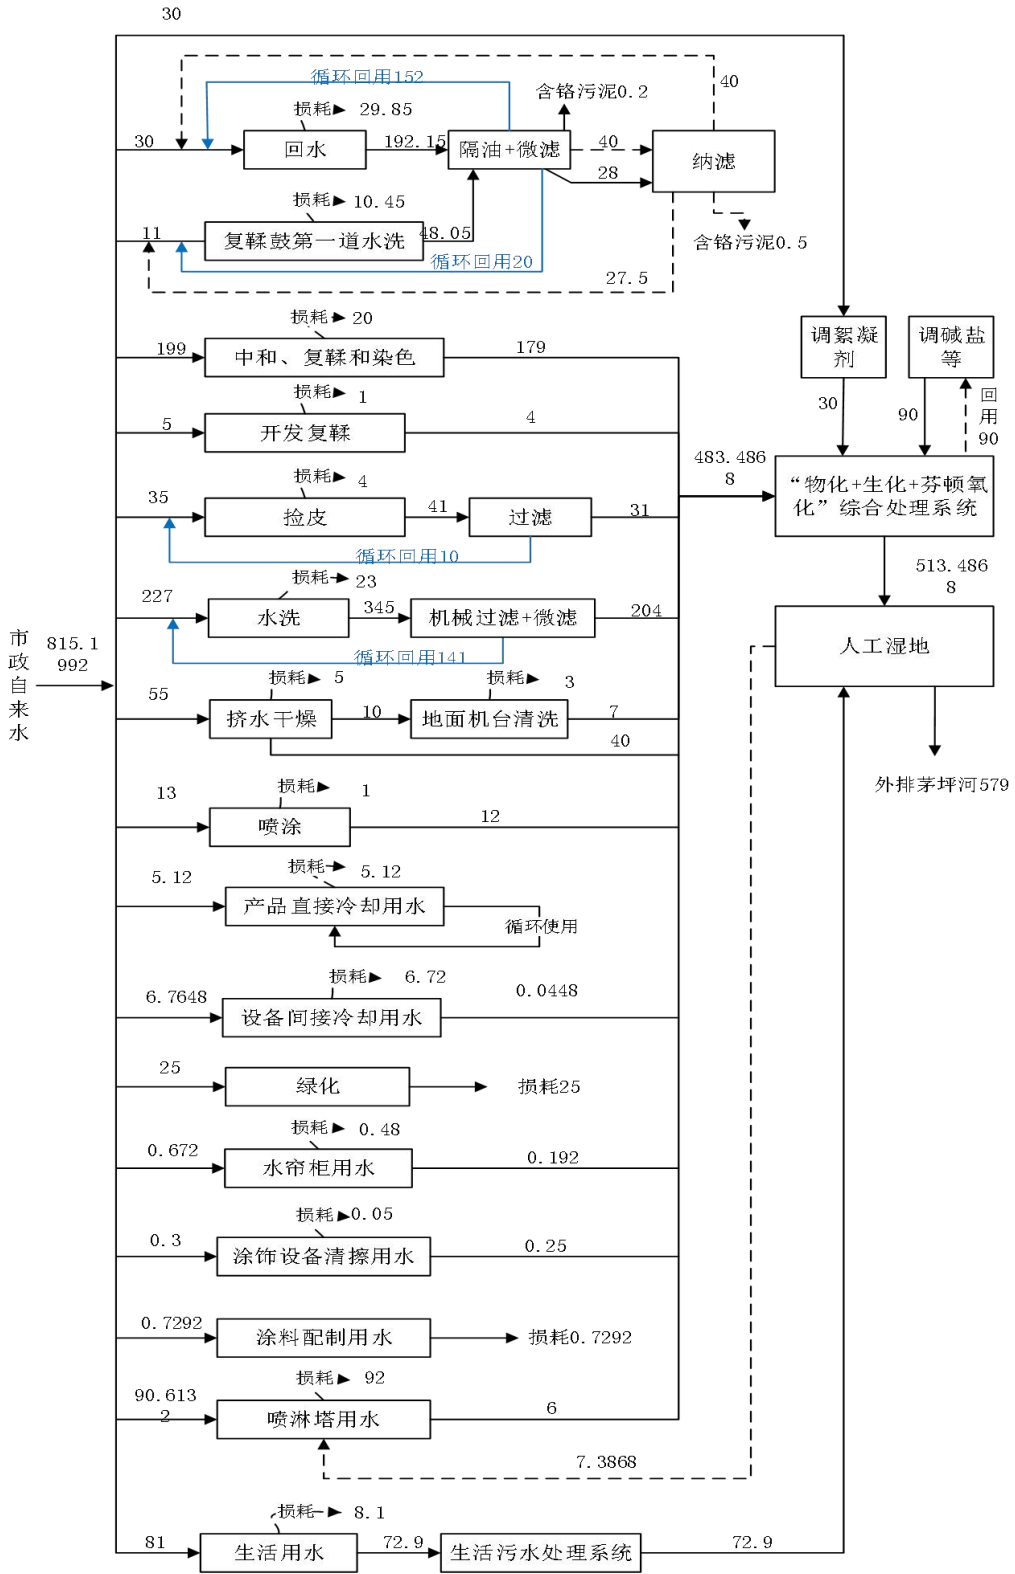 30
循环回用152
40
含铬污泥0.2
损耗
29.85
30
回水
192.15
隔油+微滤
40
28
纳滤
损耗
10.45
11
复鞣鼓第一道水洗
48.05
含铬污泥0.5
循环回用20
27.5
损耗
20
199
中和、复鞣和染色
179
调絮凝
剂
调碱盐
等
损耗
1
5
开发复鞣
4
30
90
回
用
90
损耗
4
35
捡皮
41
过滤
31
循环回用10
483.486
8
“物化+生化+芬顿氧
化”综合处理系统
513.486
8
损耗
23
227
水洗
345
机械过滤+微滤
204
循环回用141
人工湿地
市
政
自
来
水
815.1
992
损耗
5
损耗
3
55
挤水干燥
10
地面机台清洗
7
40
外排茅坪河579
损耗
1
13
喷涂
12
损耗
5.12
5.12
产品直接冷却用水
循环使用
损耗
6.72
6.7648
设备间接冷却用水
0.0448
25
绿化
损耗25
损耗
0.48
0.672
水帘柜用水
0.192
损耗
0.05
0.3
涂饰设备清擦用水
0.25
0.7292
涂料配制用水
损耗0.7292
损耗
92
90.613
2
喷淋塔用水
6
7.3868
损耗
8.1
81
生活用水
72.9
生活污水处理系统
72.9